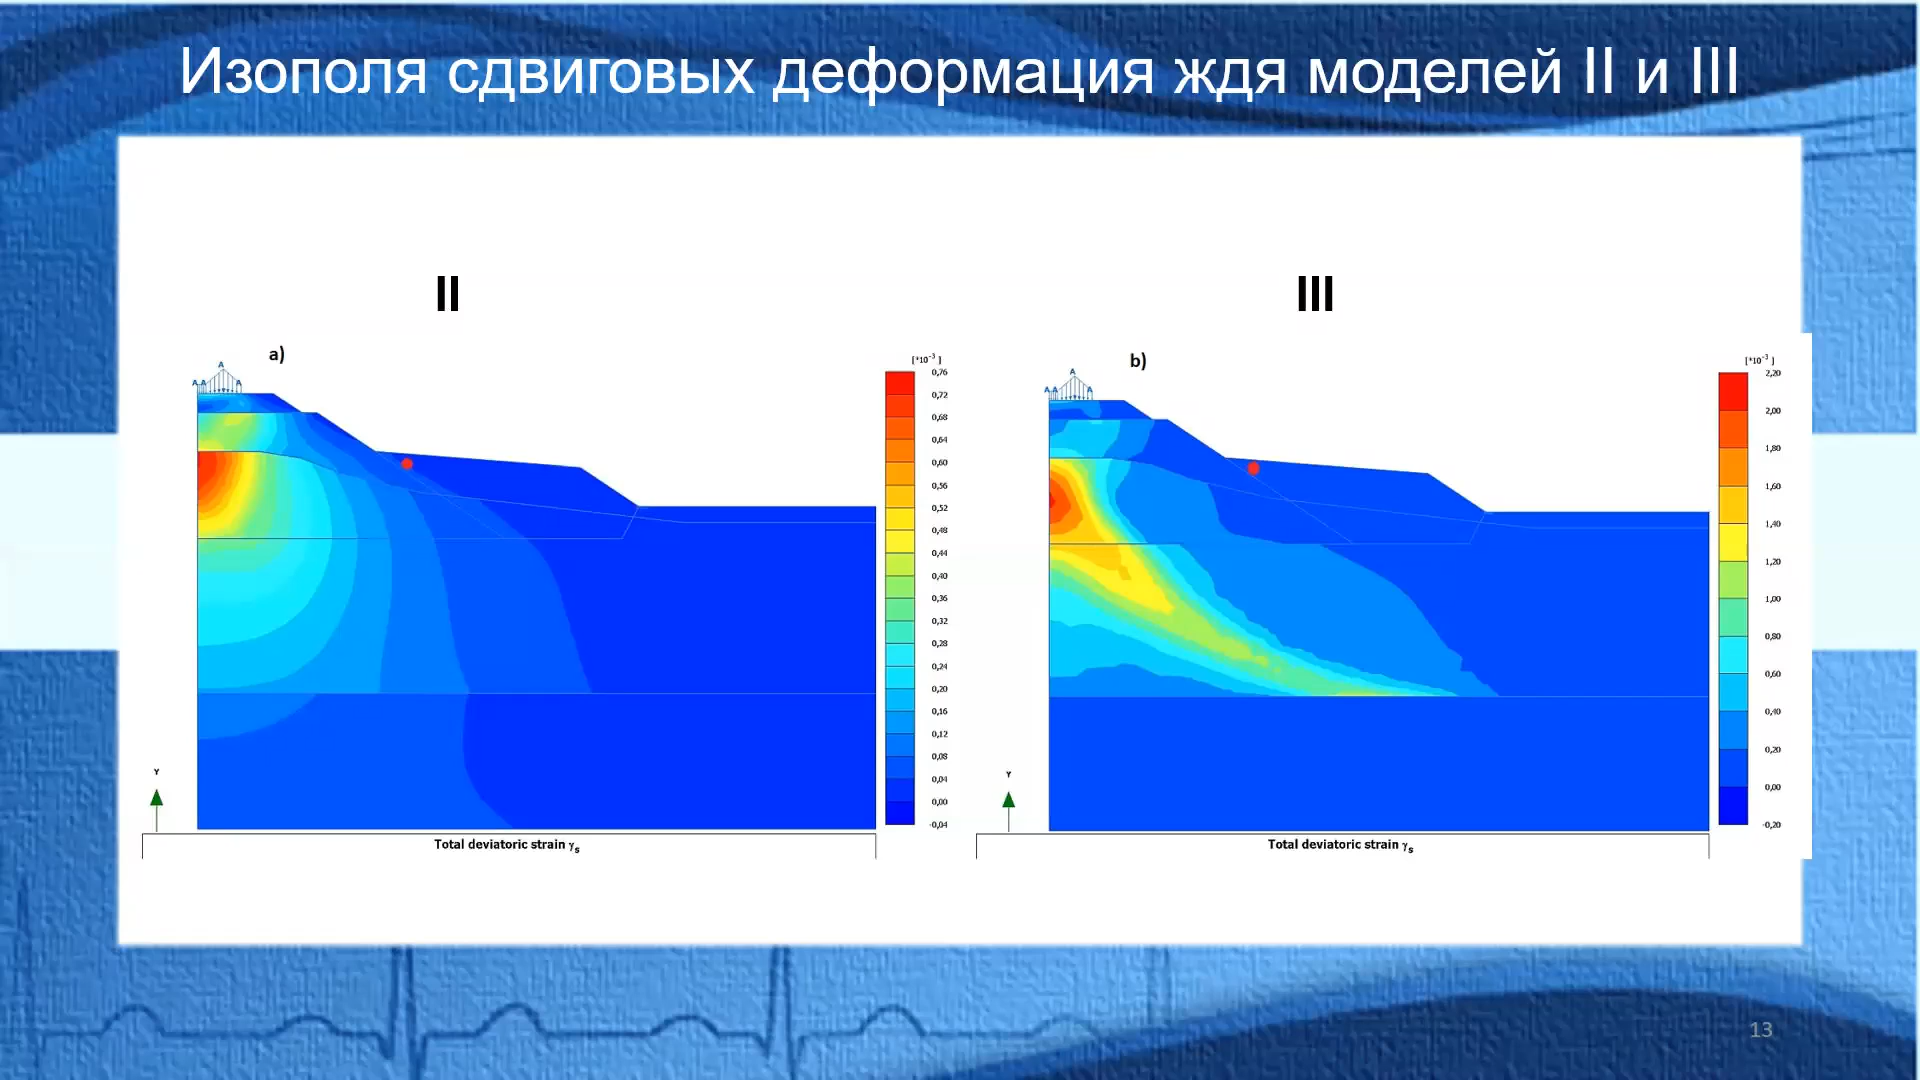 Изополя сдвиговых деформация ждя моделей II и III
II
III
a)
b)
[*10⁻³ ]
[*10⁻³ ]
A
A A A
A
A A A
0,76
0,72
0,68
0,64
0,60
0,56
0,52
0,48
0,44
0,40
0,36
0,32
0,28
0,24
0,20
0,16
0,12
0,08
0,04
0,00
-0,04
2,20
2,00
1,80
1,60
1,40
1,20
1,00
0,80
0,60
0,40
0,20
0,00
-0,20
Y
Y
Total deviatoric strain γs
Total deviatoric strain γs
13